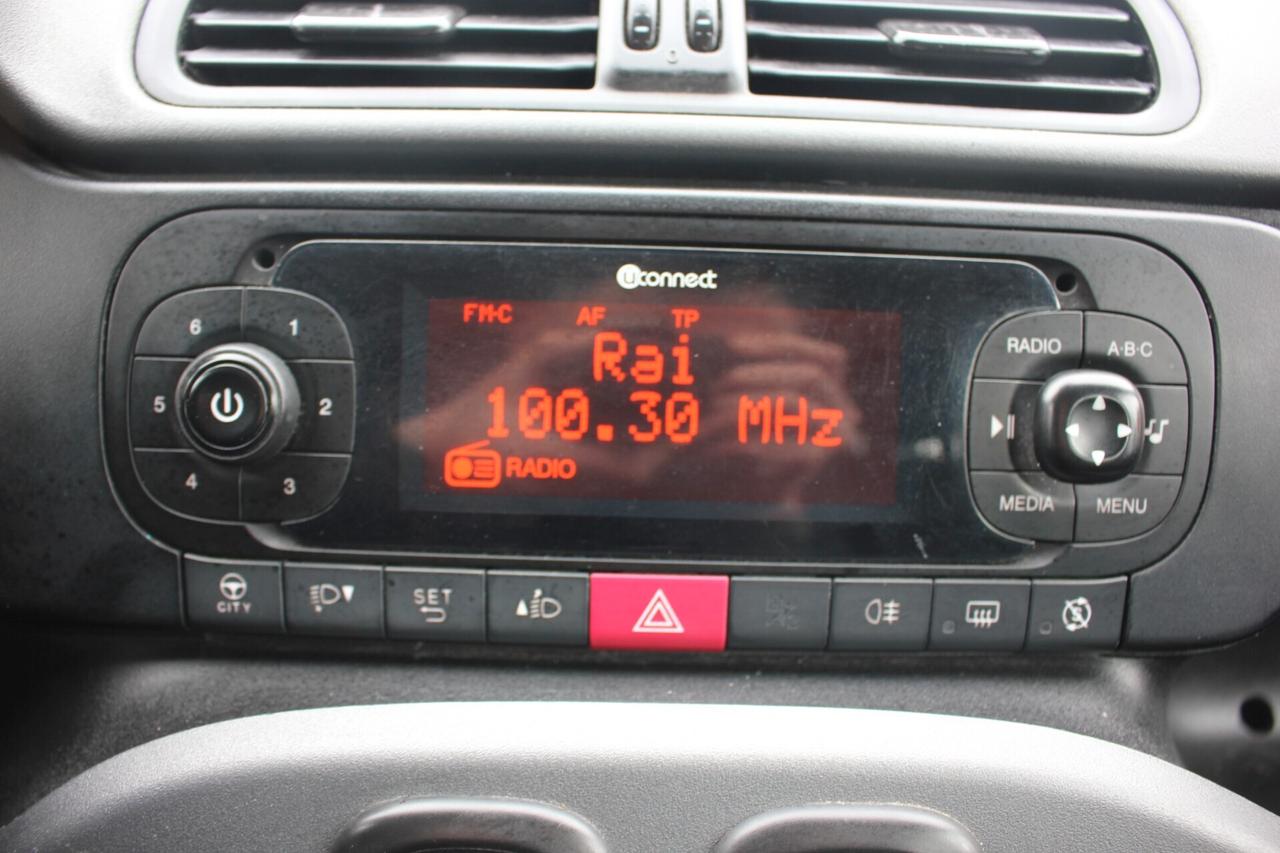 uconnect
FM-C AF TP
Rai
100.30 MHz
RADIO
6 1
5 2
4 3
RADIO A·B·C
MEDIA MENU
CITY
SET
S